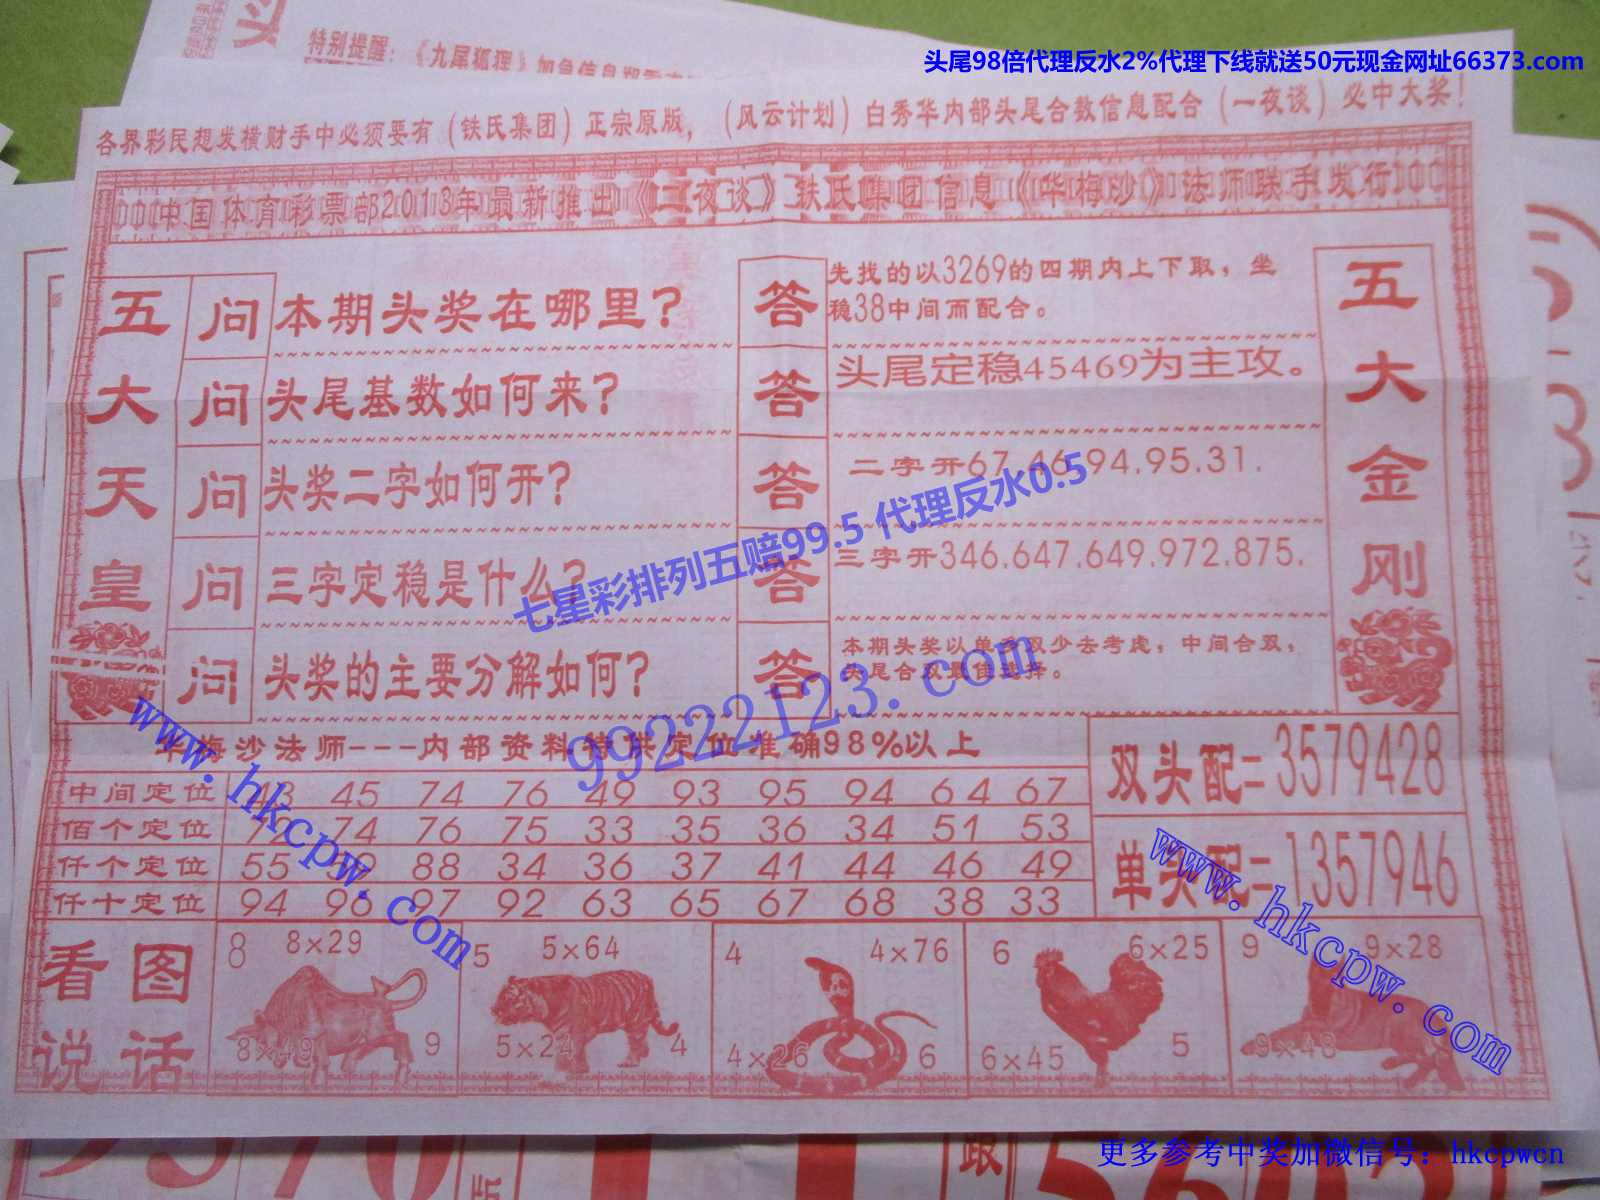 特别提醒：《九尾狐狸》加急信息
头尾98倍代理反水2%代理下线就送50元现金网址66373.com
各界彩民想发横财手中必须要有（铁氏集团）正宗原版，（风云计划）白秀华内部头尾合数信息配合（一夜谈）必中大奖！
中国体育彩票部2013年最新推出《二夜谈》铁氏集团信息《华梅沙》法师联手发行
五大天皇
问 本期头奖在哪里？
答 先找的以3269的四期内上下取，坐
稳38中间而配合。
问 头尾基数如何来？
答 头尾定稳45469为主攻。
问 头奖二字如何开？
答 二字开67.46.94.95.31.
问 三字定稳是什么？
答 三字开346.647.649.972.875.
问 头奖的主要分解如何？
答 本期头奖以单多双少去考虑，中间合双，
头尾合双最佳选择。
五大金刚
七星彩排列五赔99.5 代理反水0.5
99222123.com
www.hkcpw.com
www.hkcpw.com
华梅沙法师---内部资料特供定位准确98%以上
中间定位 43 45 74 76 49 93 95 94 64 67
佰个定位 79 74 76 75 33 35 36 34 51 53
仟个定位 55 88 34 36 37 41 44 46 49
仟十定位 94 96 97 92 63 65 67 68 38 33
双头配二 3579428
单头配二 1357946
看图说话
8 8×29
8×49 9
5 5×64
5×24 4
4 4×76
4×26 6
6 6×25
6×45 5
9 9×28
9×48
更多参考中奖加微信号：hkcpwcn